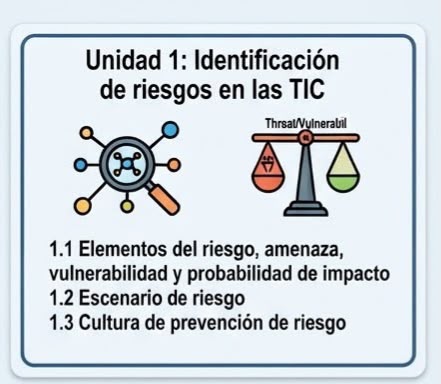 Unidad 1: Identificación
de riesgos en las TIC
Thrsat/Vulnerabil
1.1 Elementos del riesgo, amenaza,
vulnerabilidad y probabilidad de impacto
1.2 Escenario de riesgo
1.3 Cultura de prevención de riesgo